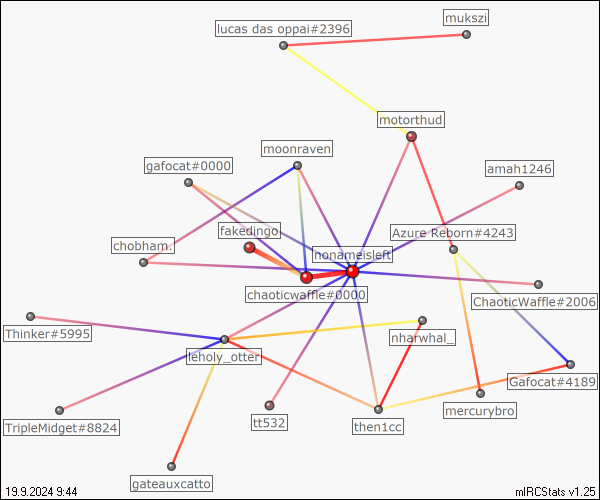 mukszi
lucas das oppai#2396
motorthud
moonraven
gafocat#0000
amah1246
fakedingo
Azure Reborn#4243
chobham.
nonameisleft
chaoticwaffle#0000
ChaoticWaffle#2006
Thinker#5995
nharwhal_
leholy_otter
Gafocat#4189
mercurybro
tt532
then1cc
TripleMidget#8824
gateauxcatto
19.9.2024 9:44
mIRCStats v1.25